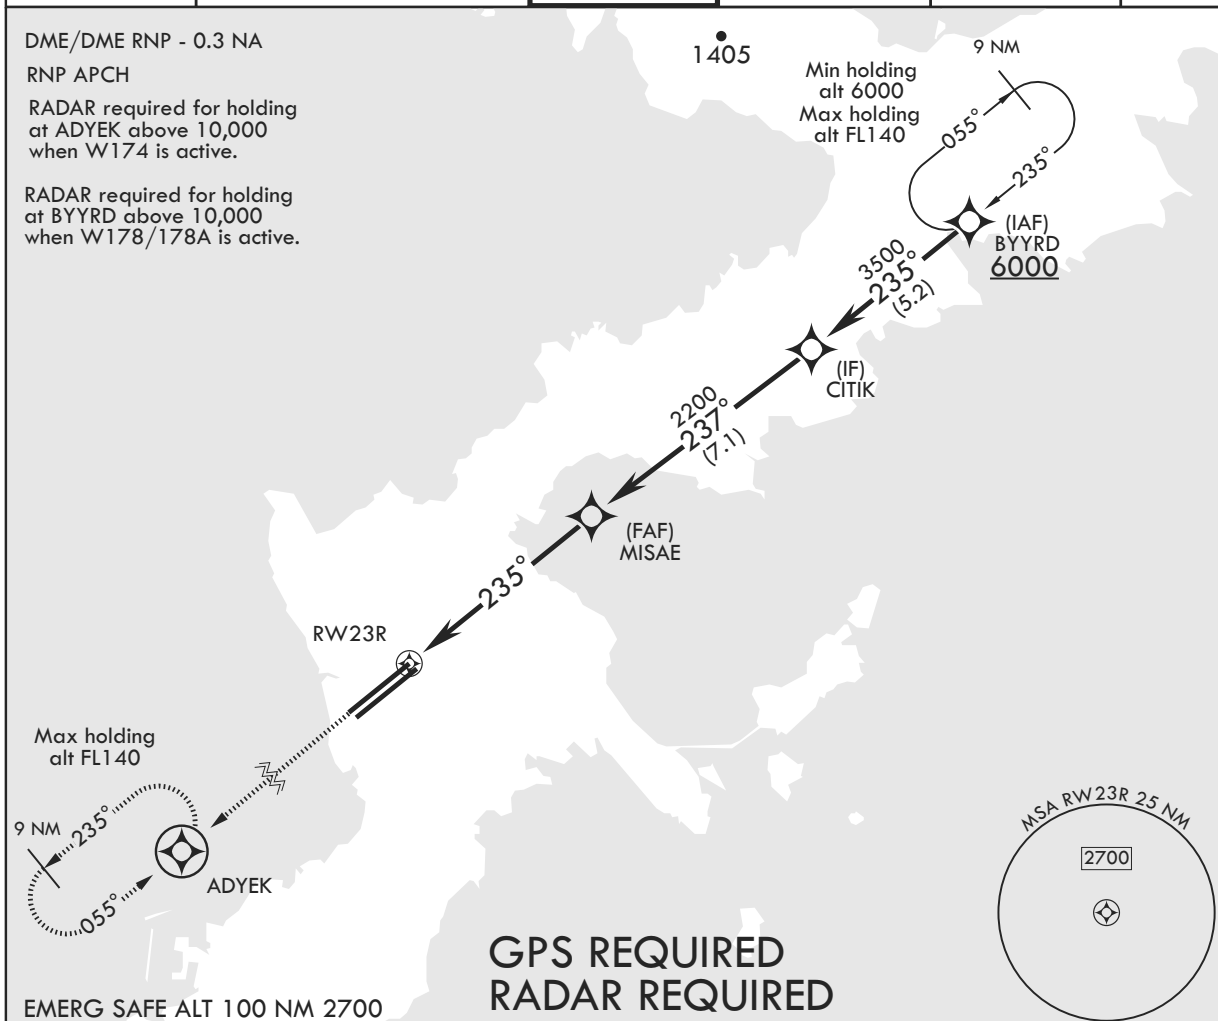 DME/DME RNP - 0.3 NA
RNP APCH
RADAR required for holding
at ADYEK above 10,000
when W174 is active.
RADAR required for holding
at BYYRD above 10,000
when W178/178A is active.
1405
9 NM
Min holding
alt 6000
Max holding
alt FL140
055°
235°
(IAF)
BYYRD
6000
3500
235°
(5.2)
(IF)
CITIK
2200
237°
(7.1)
(FAF)
MISAE
235°
RW23R
Max holding
alt FL140
9 NM
235°
055°
ADYEK
MSA RW23R 25 NM
2700
GPS REQUIRED
RADAR REQUIRED
EMERG SAFE ALT 100 NM 2700